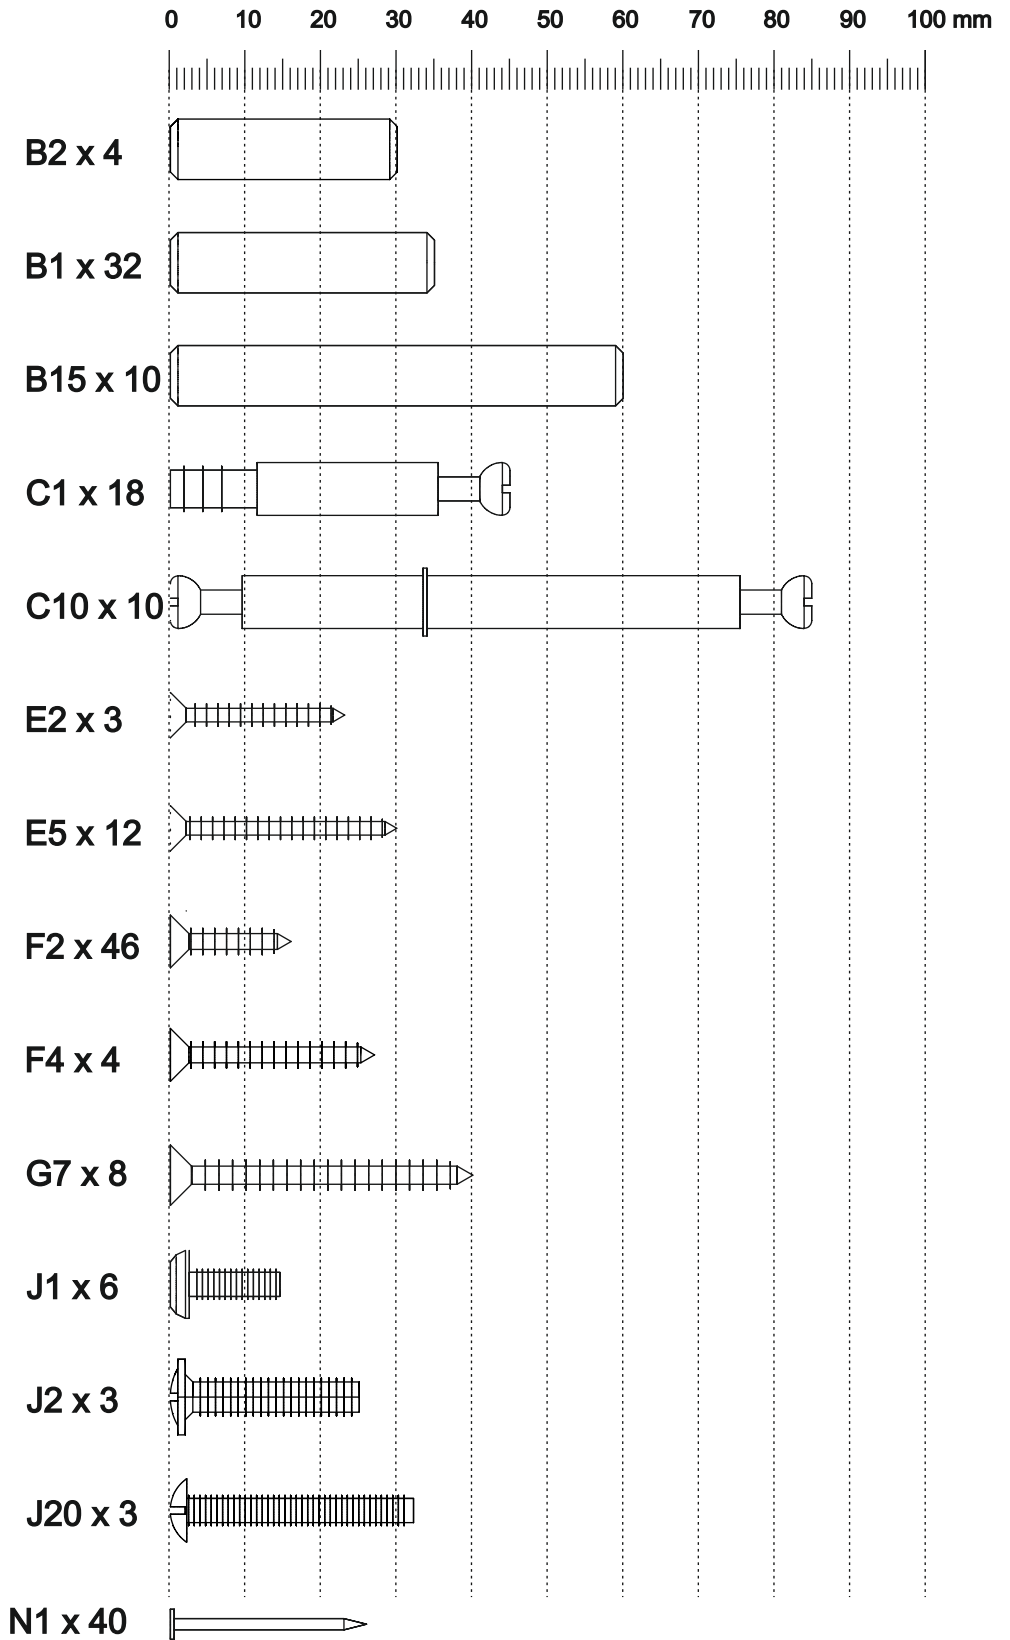 0 10 20 30 40 50 60 70 80 90 100 mm
B2 x 4
B1 x 32
B15 x 10
C1 x 18
C10 x 10
E2 x 3
E5 x 12
F2 x 46
F4 x 4
G7 x 8
J1 x 6
J2 x 3
J20 x 3
N1 x 40